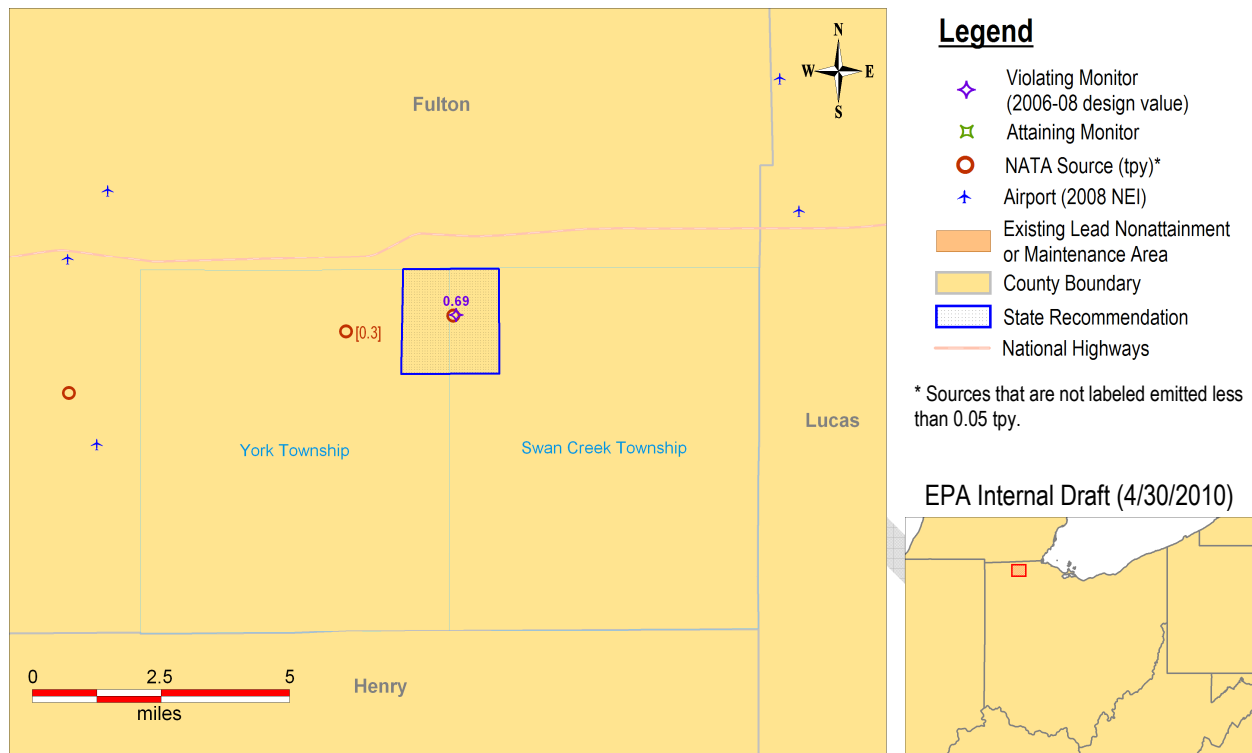 Fulton
N
W E
S
0.69
[0.3]
Lucas
York Township
Swan Creek Township
Henry
0 2.5 5
miles
Legend
Violating Monitor
(2006-08 design value)
Attaining Monitor
NATA Source (tpy)*
Airport (2008 NEI)
Existing Lead Nonattainment
or Maintenance Area
County Boundary
State Recommendation
National Highways
* Sources that are not labeled emitted less
than 0.05 tpy.
EPA Internal Draft (4/30/2010)